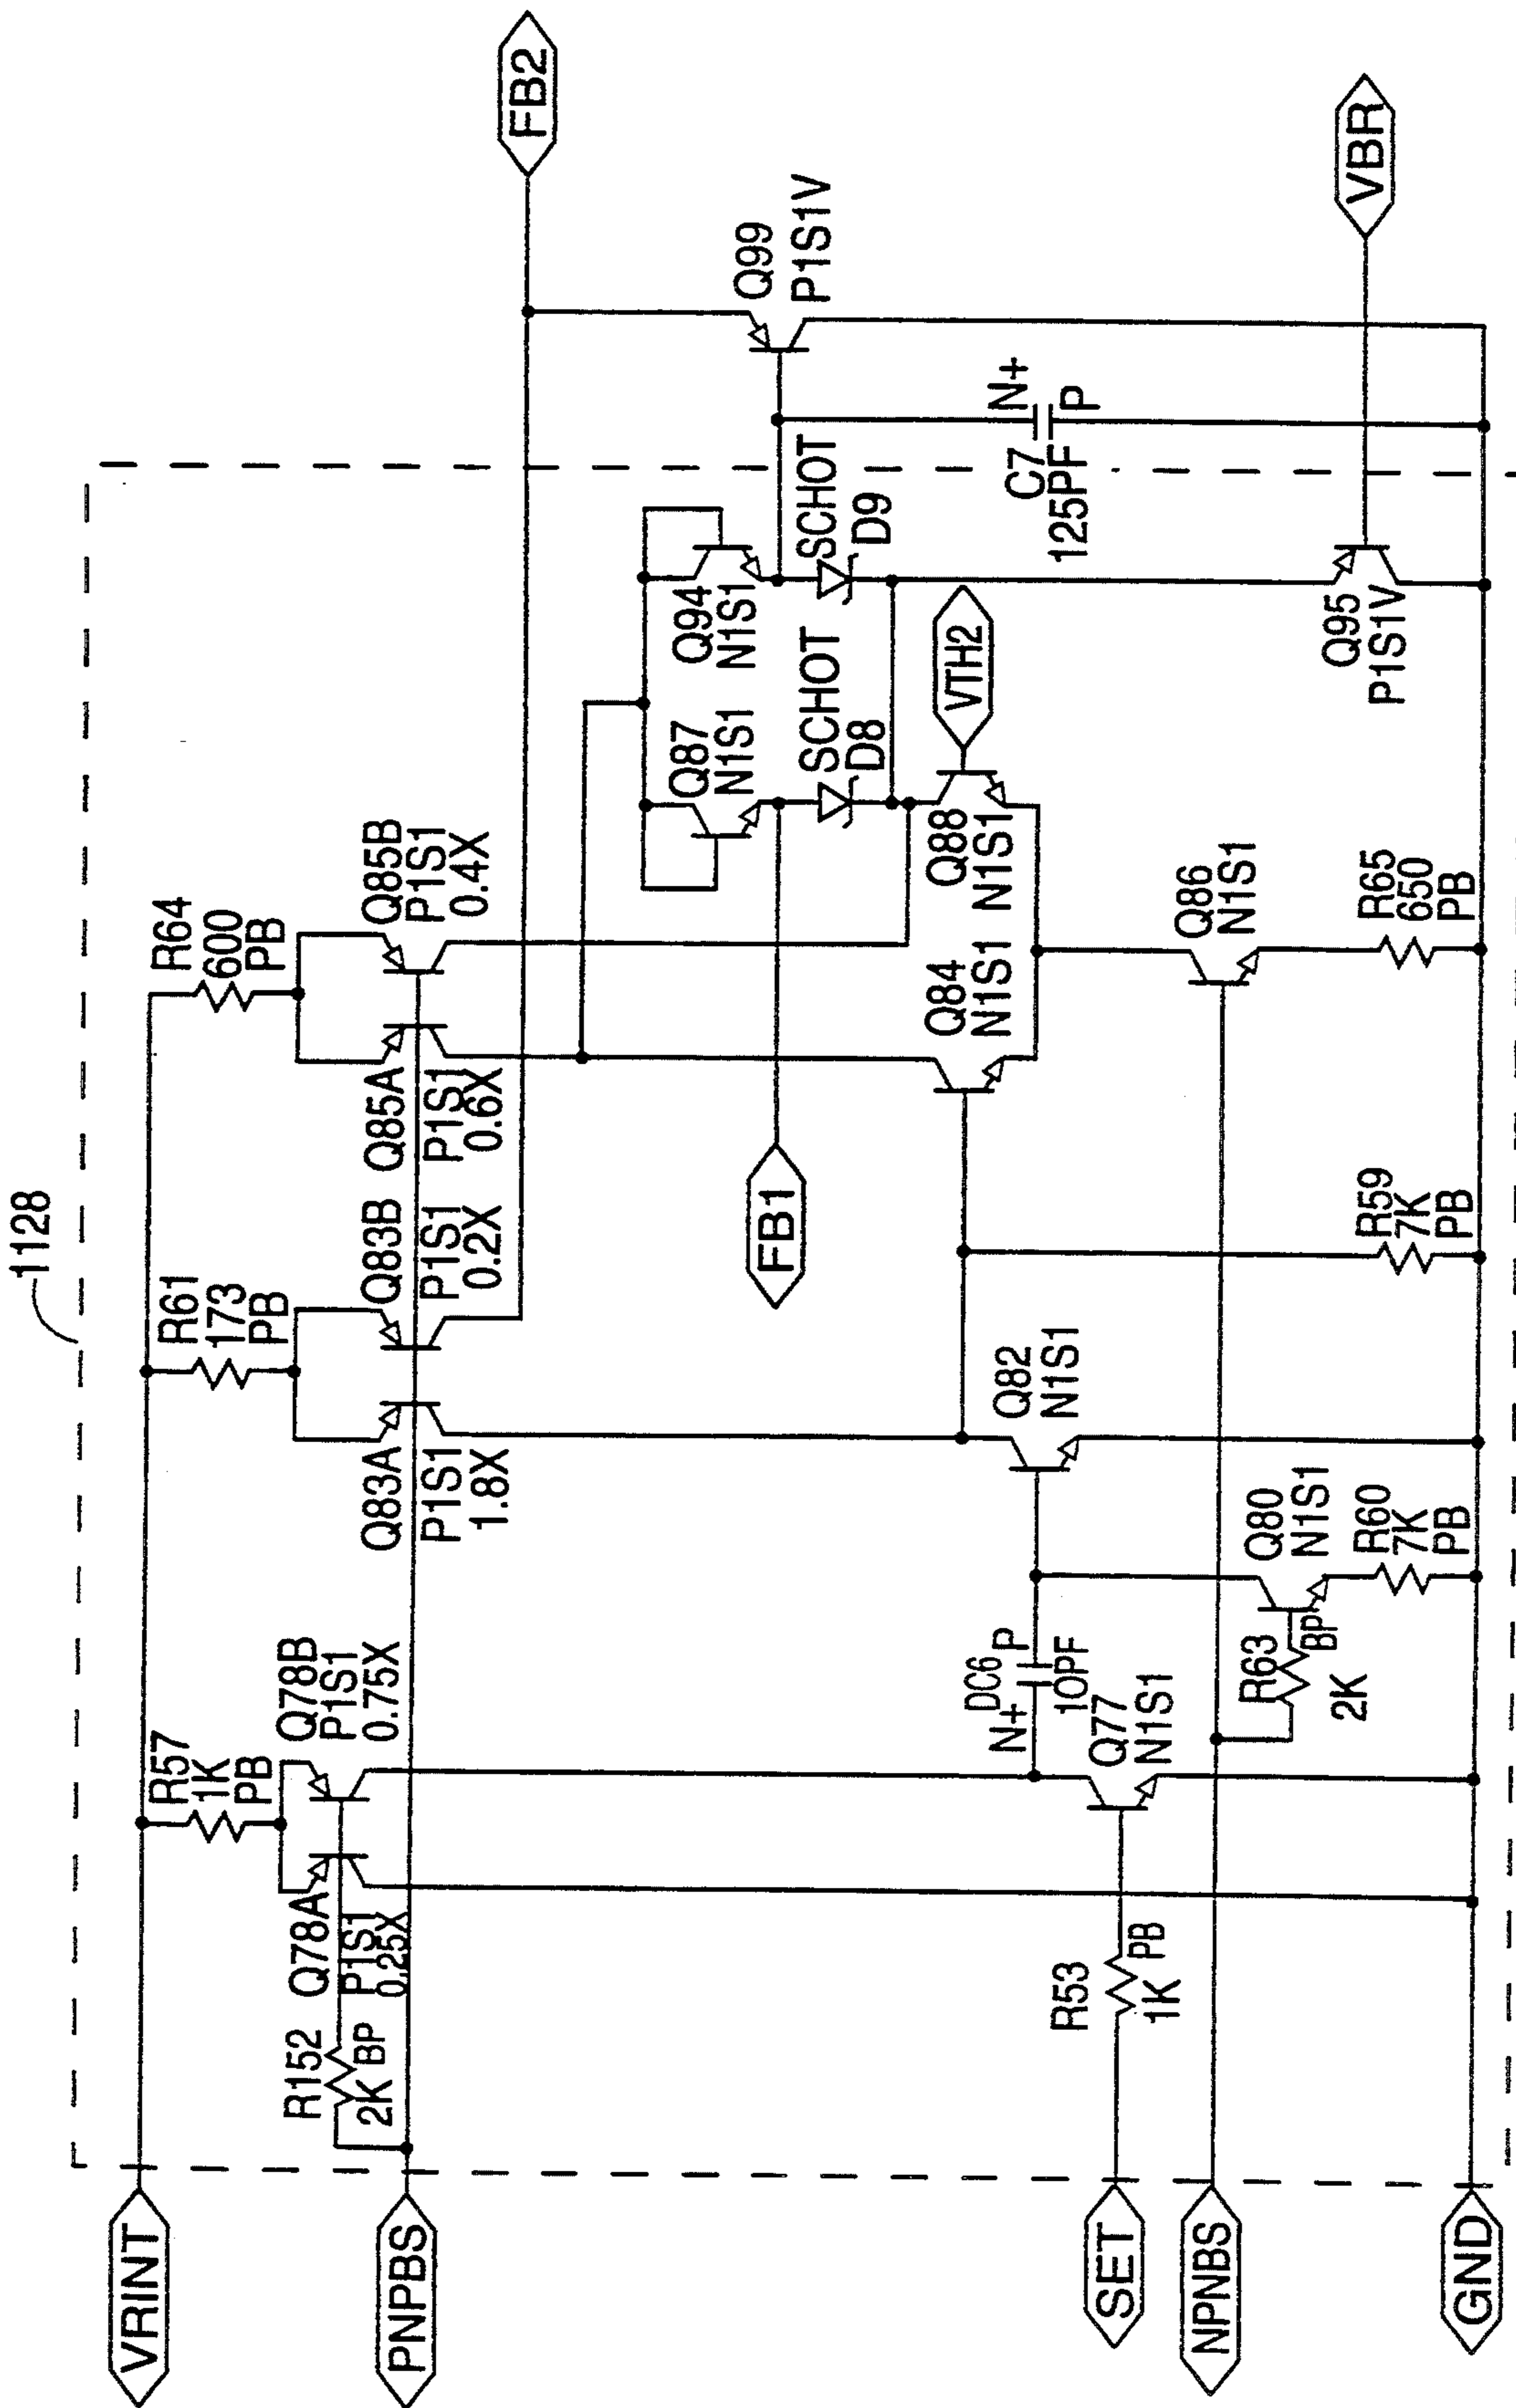 1128
VRINT
PNPBS
SET
NPNBS
GND
FB2
VBR
FB1
VTH2
R57
1K
PB
R61
173
PB
R64
600
PB
Q78A
P1S1
0.25X
Q78B
P1S1
0.75X
R152
2K
BP
Q83A
P1S1
1.8X
Q83B
P1S1
0.2X
Q85A
P1S1
0.6X
Q85B
P1S1
0.4X
Q87
N1S1
Q94
N1S1
Q99
P1S1V
SCHOT
D8
SCHOT
D9
N+
C7
125PF
P
Q84
N1S1
Q88
N1S1
Q82
N1S1
DC6
N+
P
10PF
Q77
N1S1
R53
1K
PB
R63
BP
2K
Q80
N1S1
R60
7K
PB
R59
7K
PB
Q86
N1S1
R65
650
PB
Q95
P1S1V